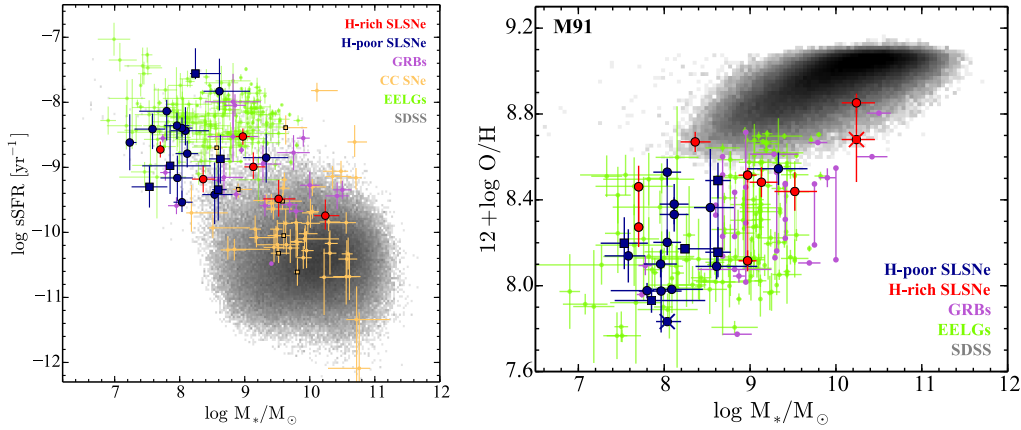 H-rich SLSNe
H-poor SLSNe
GRBs
CC SNe
EELGs
SDSS
−7
−8
−9
−10
−11
−12
log sSFR [yr⁻¹]
7 8 9 10 11 12
log M*/M⊙
M91
9.2
8.8
8.4
8.0
7.6
12 + log O/H
H-poor SLSNe
H-rich SLSNe
GRBs
EELGs
SDSS
7 8 9 10 11 12
log M*/M⊙